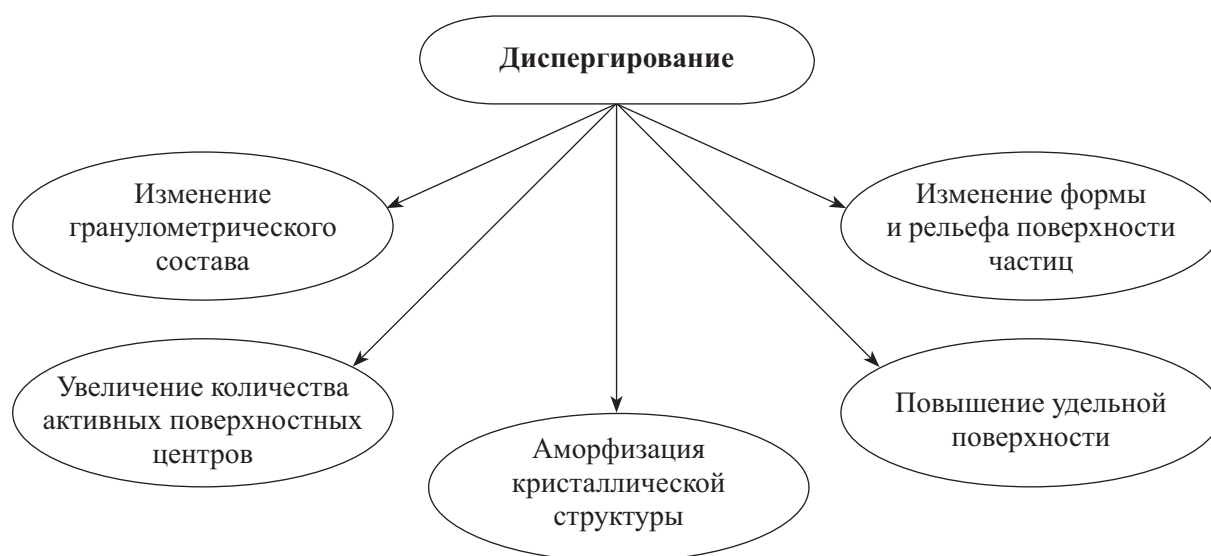 Диспергирование
Изменение
гранулометрического
состава
Изменение формы
и рельефа поверхности
частиц
Увеличение количества
активных поверхностных
центров
Аморфизация
кристаллической
структуры
Повышение удельной
поверхности